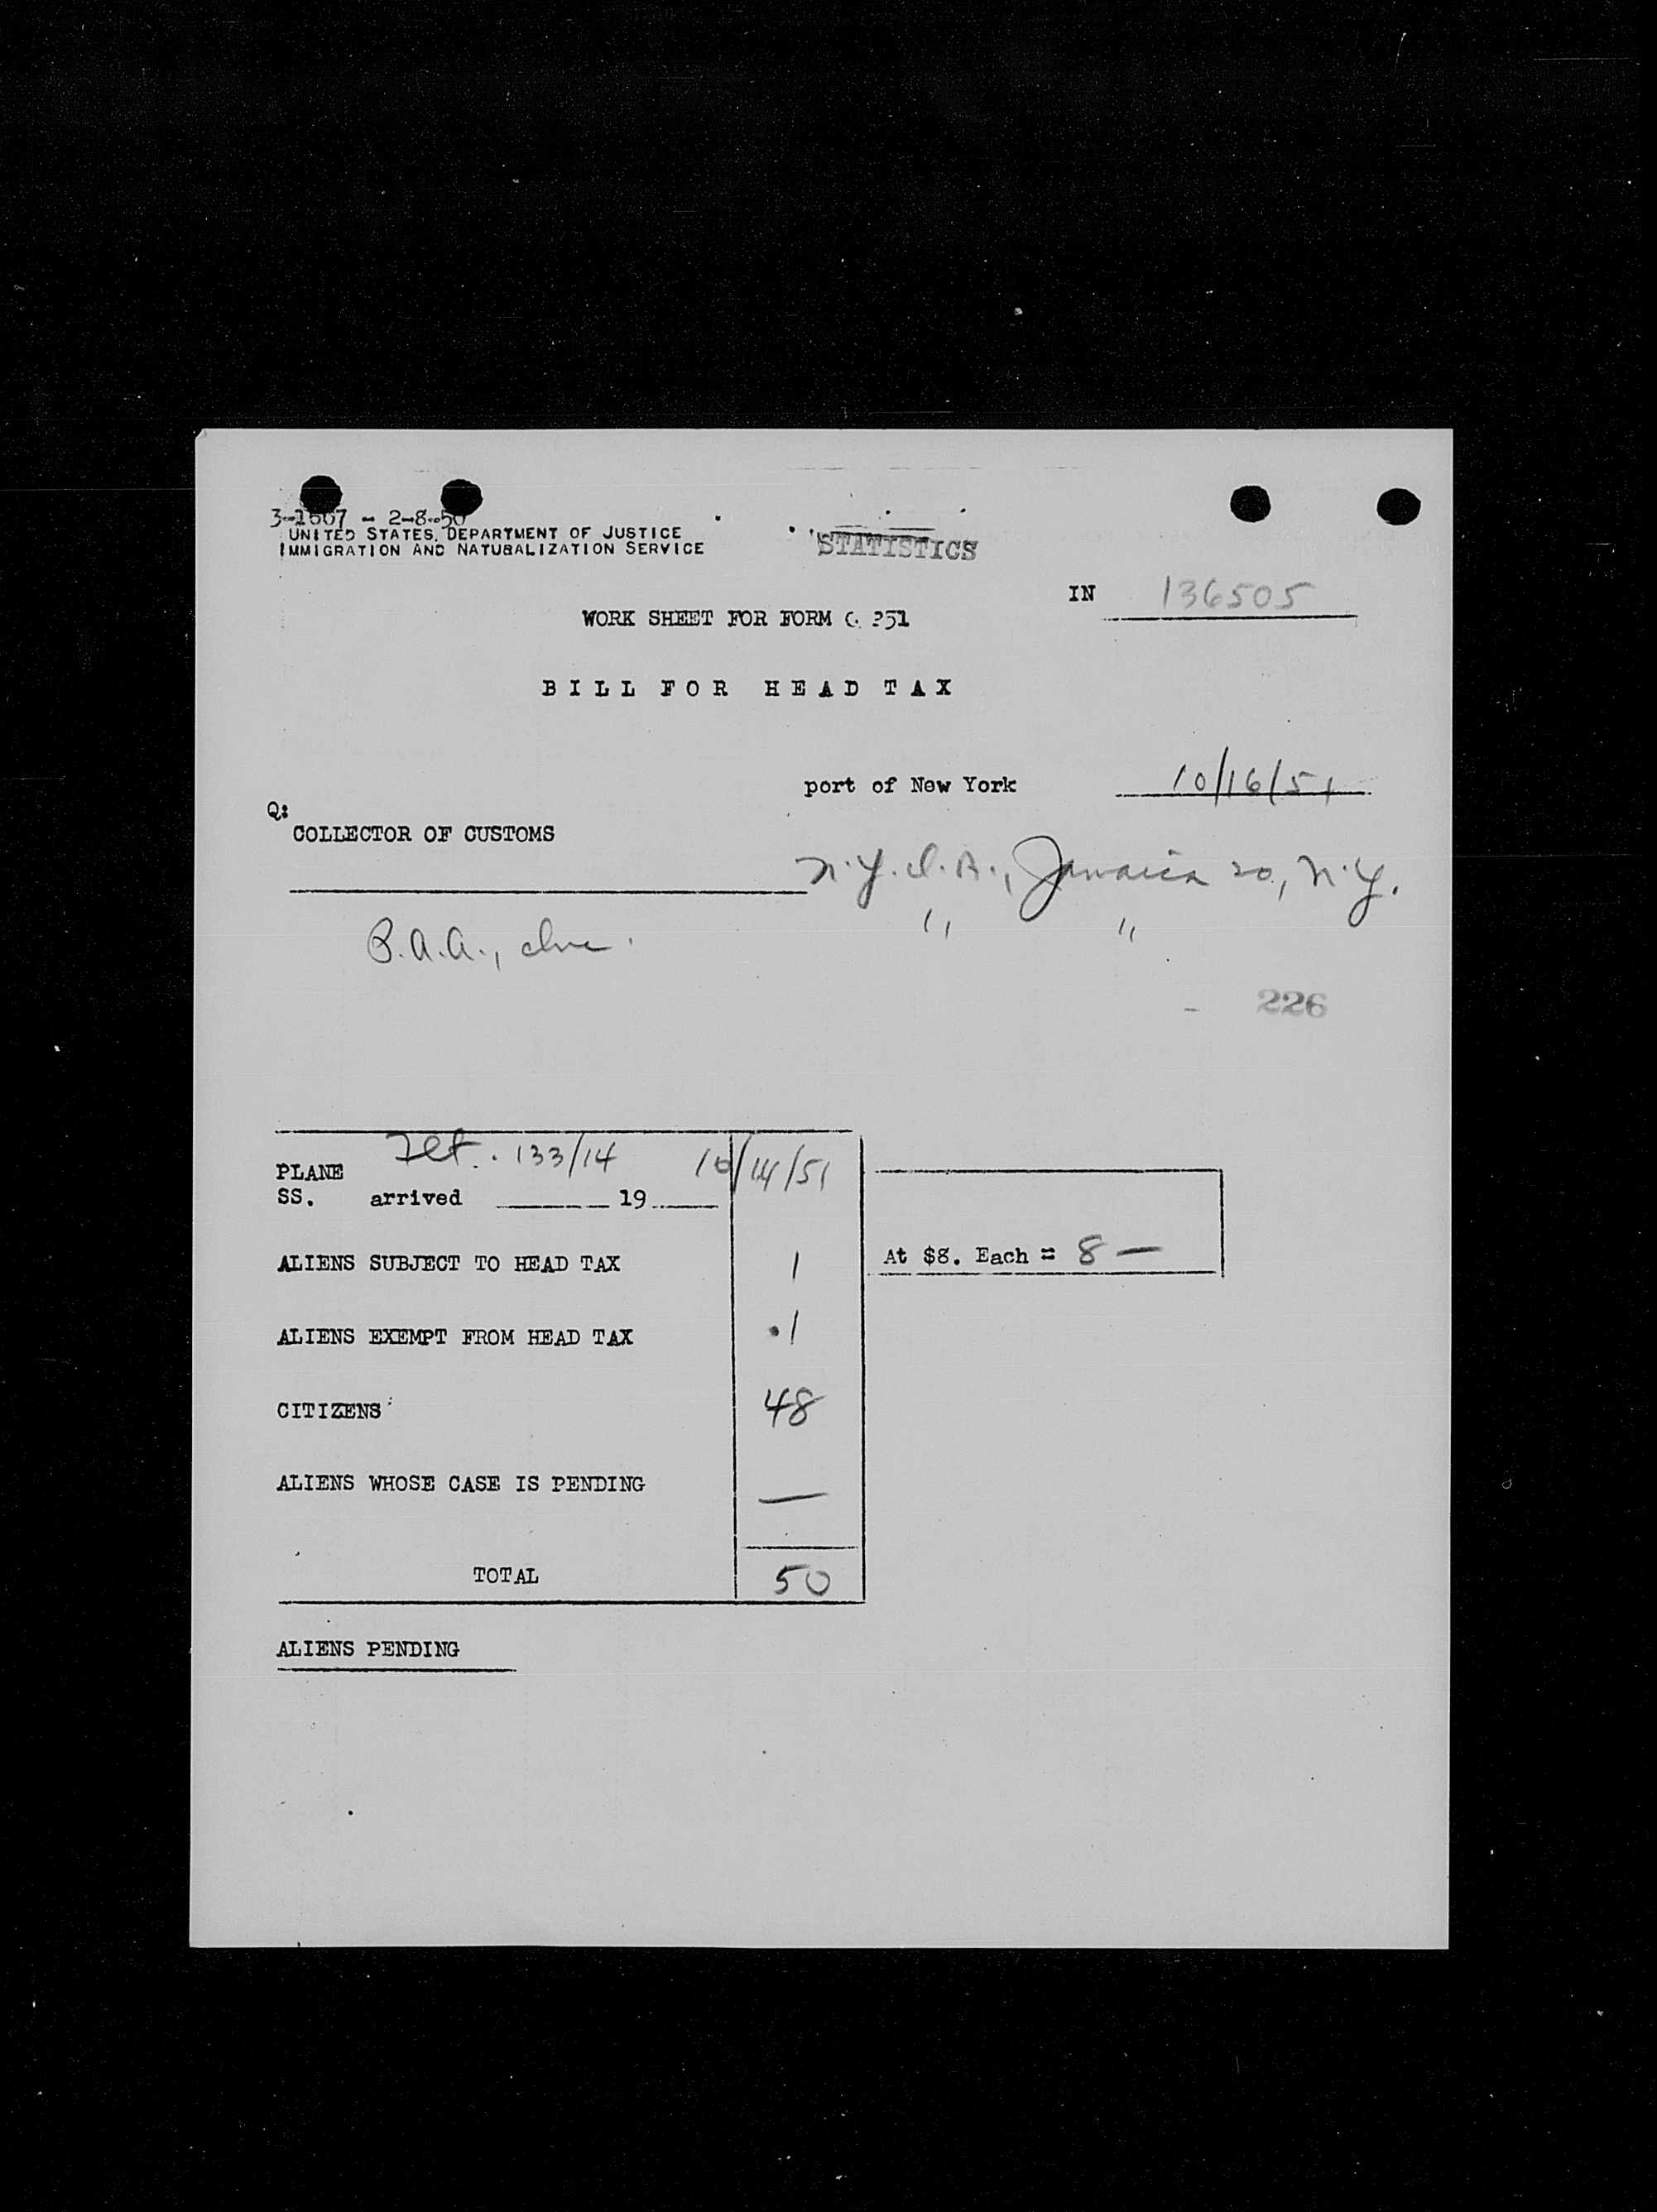 3-1507 - 2-8-50
UNITED STATES DEPARTMENT OF JUSTICE
IMMIGRATION AND NATURALIZATION SERVICE
STATISTICS
IN 136505
WORK SHEET FOR FORM 351
BILL FOR HEAD TAX
port of New York 10/16/51
Q:
COLLECTOR OF CUSTOMS
N.Y.I.A., Jamaica 20, N.Y.
P.A.A., Inc. " "
- 226
133/14 10/14/51
PLANE
SS. arrived 19
ALIENS SUBJECT TO HEAD TAX 1 At $8. Each = 8 —
ALIENS EXEMPT FROM HEAD TAX 1
CITIZENS 48
ALIENS WHOSE CASE IS PENDING —
TOTAL 50
ALIENS PENDING